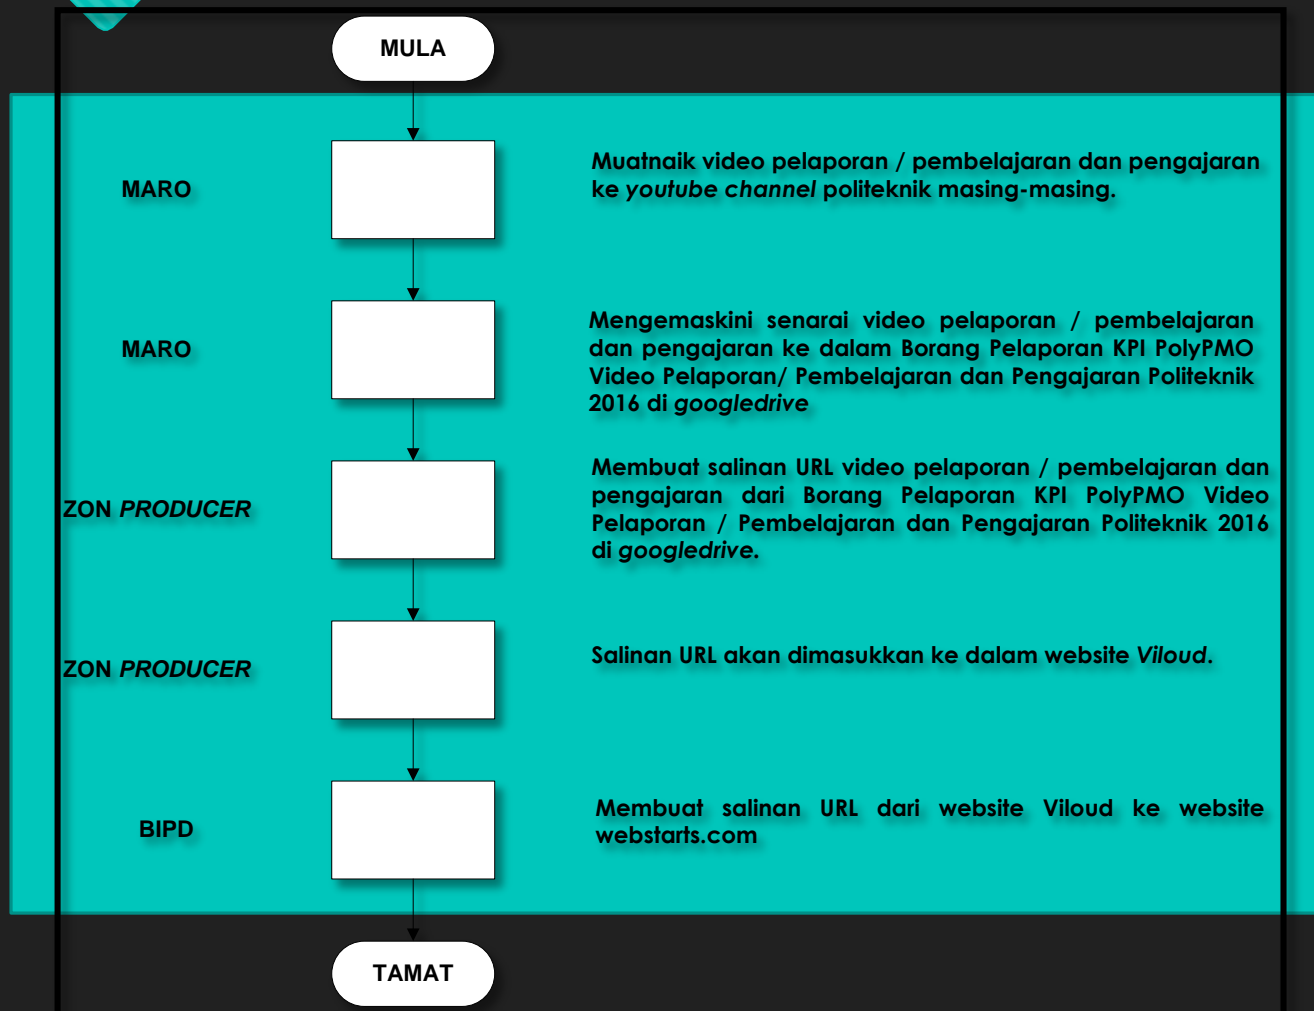 MULA
MARO
Muatnaik video pelaporan / pembelajaran dan pengajaran
ke youtube channel politeknik masing-masing.
MARO
Mengemaskini senarai video pelaporan / pembelajaran
dan pengajaran ke dalam Borang Pelaporan KPI PolyPMO
Video Pelaporan/ Pembelajaran dan Pengajaran Politeknik
2016 di googledrive
ZON PRODUCER
Membuat salinan URL video pelaporan / pembelajaran dan
pengajaran dari Borang Pelaporan KPI PolyPMO Video
Pelaporan / Pembelajaran dan Pengajaran Politeknik 2016
di googledrive.
ZON PRODUCER
Salinan URL akan dimasukkan ke dalam website Viloud.
BIPD
Membuat salinan URL dari website Viloud ke website
webstarts.com
TAMAT